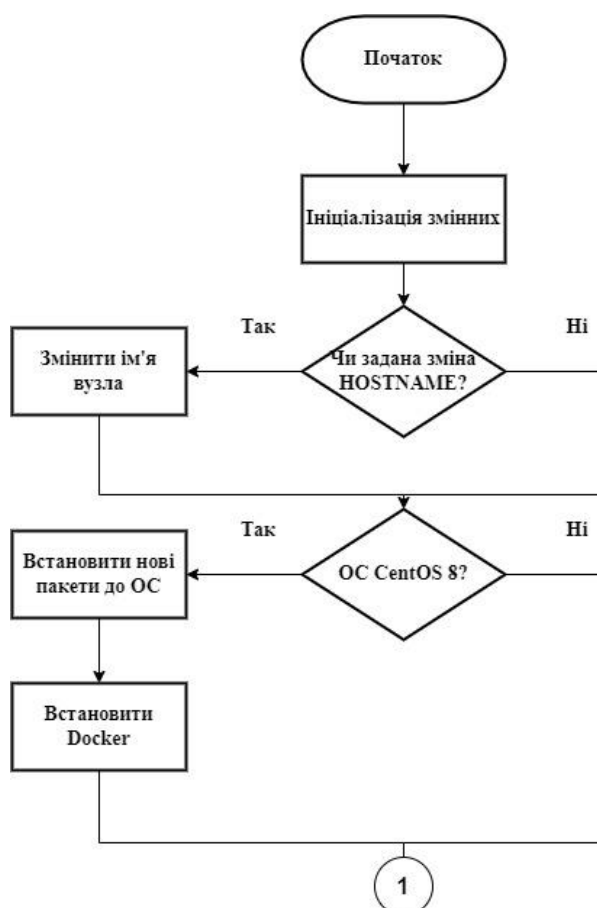 Початок
Ініціалізація змінних
Так
Ні
Змінити ім'я
вузла
Чи задана зміна
HOSTNAME?
Так
Ні
Встановити нові
пакети до ОС
ОС CentOS 8?
Встановити
Docker
1